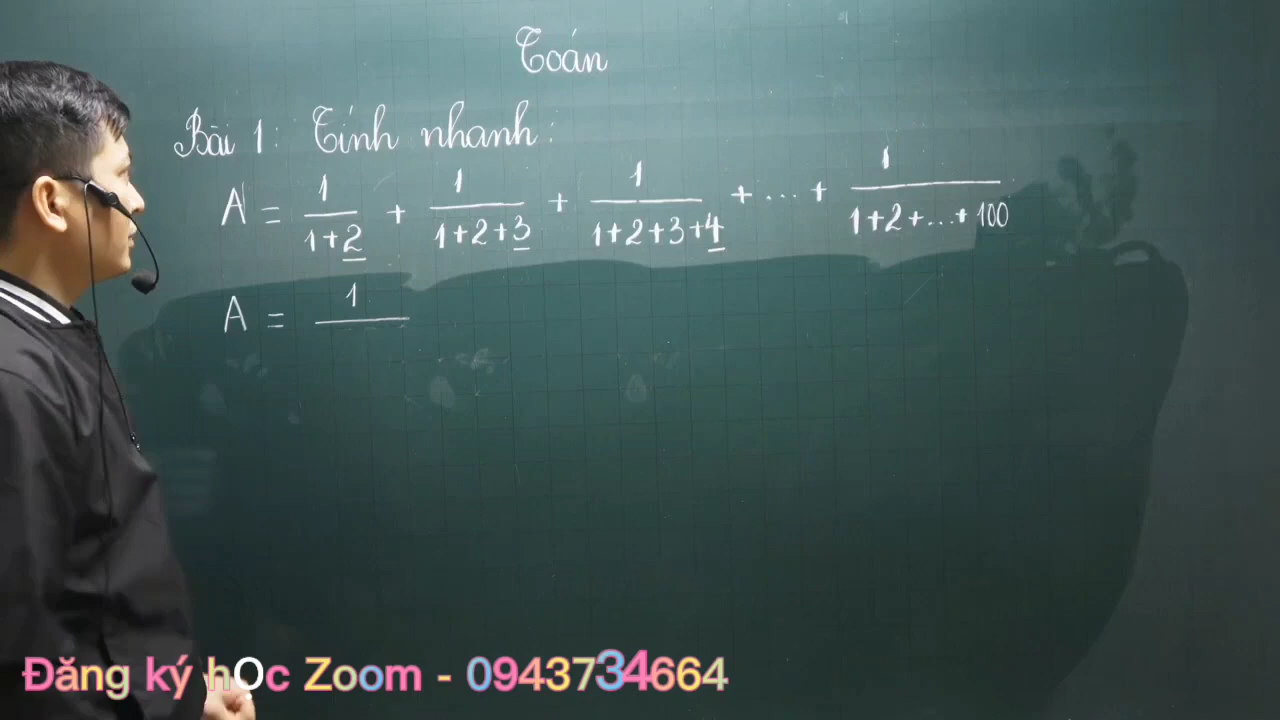 Toán
Bài 1: Tính nhanh:
A = 1/(1+2) + 1/(1+2+3) + 1/(1+2+3+4) + ... + 1/(1+2+...+100)
A = 1
Đăng ký hOc Zoom - 0943734664